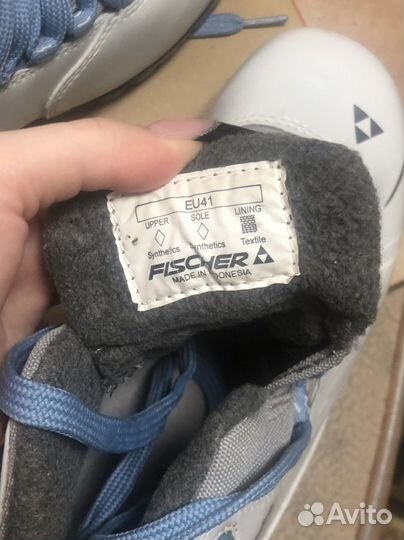 EU41
UPPER SOLE LINING
Synthetics Synthetics Textile
FISCHER
MADE IN INDONESIA
Avito